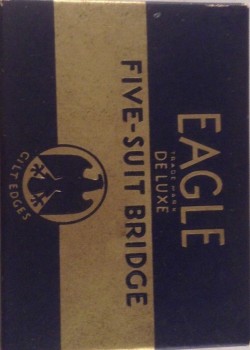 EAGLE
TRADE MARK
DE LUXE
FIVE-SUIT BRIDGE
GILT EDGES